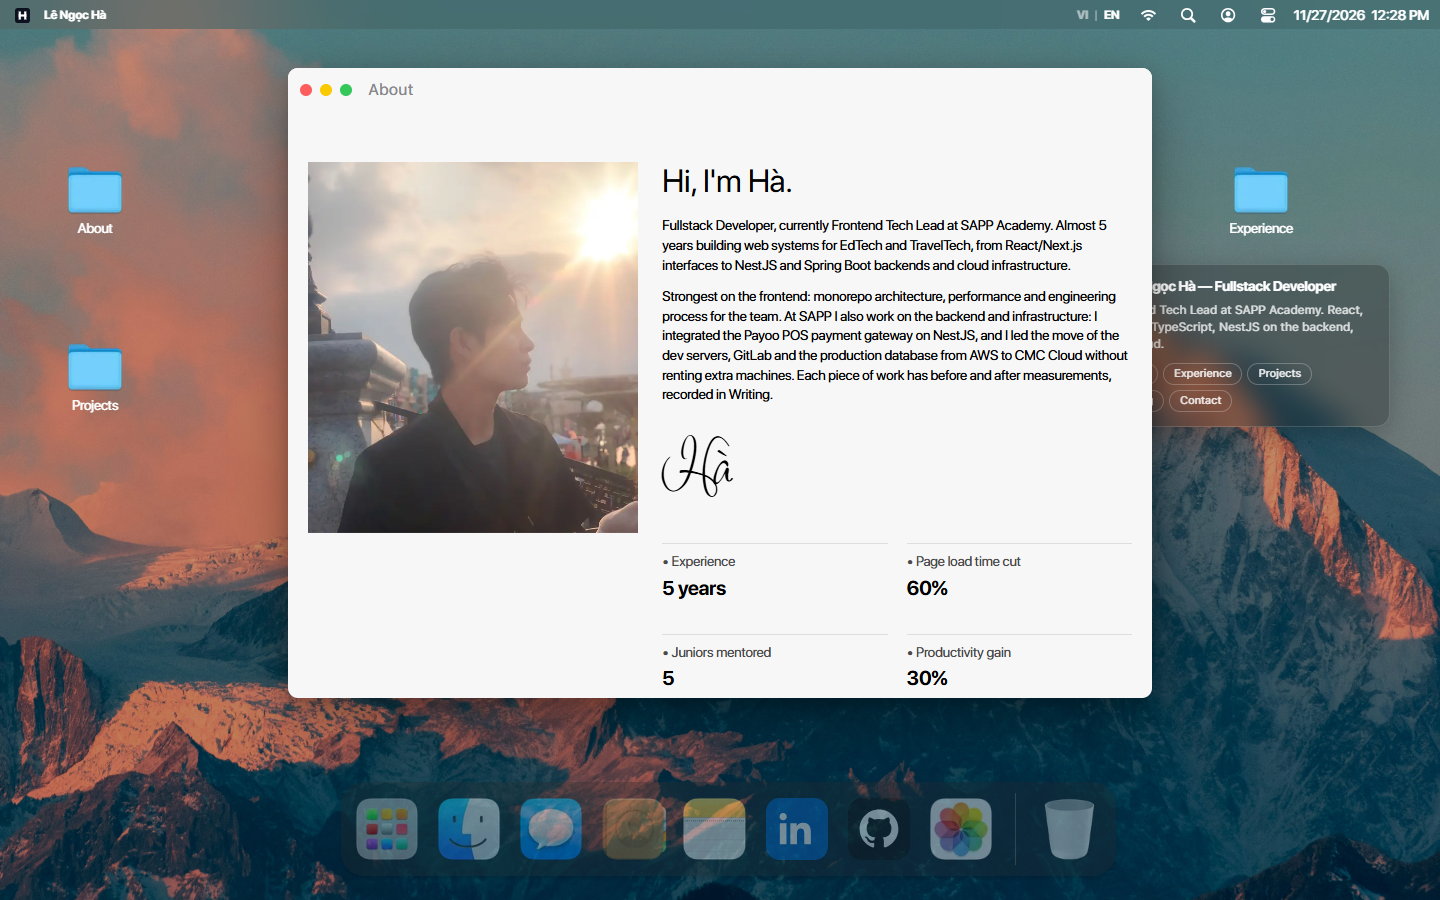 H Lê Ngọc Hà
VI | EN
11/27/2026 12:28 PM
About
About
Projects
Experience
Hi, I'm Hà.
Fullstack Developer, currently Frontend Tech Lead at SAPP Academy. Almost 5
years building web systems for EdTech and TravelTech, from React/Next.js
interfaces to NestJS and Spring Boot backends and cloud infrastructure.
Strongest on the frontend: monorepo architecture, performance and engineering
process for the team. At SAPP I also work on the backend and infrastructure: I
integrated the Payoo POS payment gateway on NestJS, and I led the move of the
dev servers, GitLab and the production database from AWS to CMC Cloud without
renting extra machines. Each piece of work has before and after measurements,
recorded in Writing.
Hà
• Experience
5 years
• Page load time cut
60%
• Juniors mentored
5
• Productivity gain
30%
Hà — Fullstack Developer
Tech Lead at SAPP Academy. React,
TypeScript, NestJS on the backend,
Experience
Projects
Contact
in